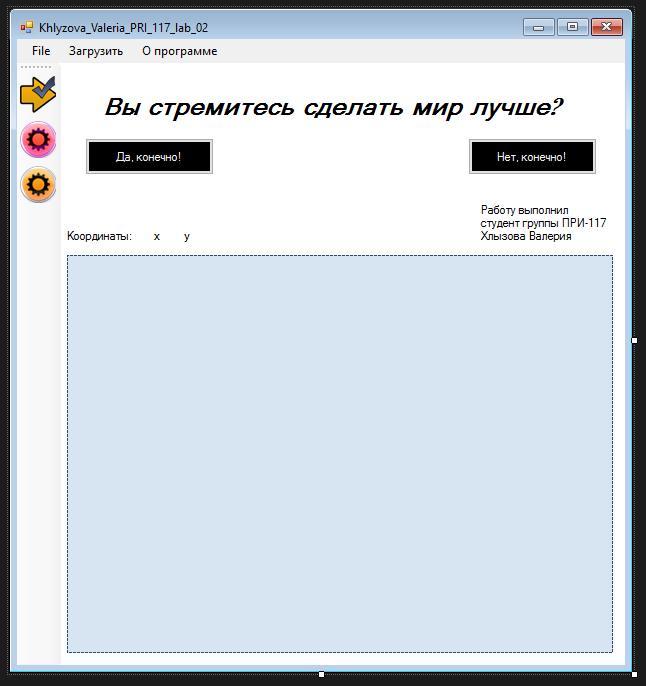 Khlyzova_Valeria_PRI_117_lab_02
File Загрузить О программе
Вы стремитесь сделать мир лучше?
Да, конечно! Нет, конечно!
Работу выполнил
студент группы ПРИ-117
Координаты: x y Хлызова Валерия